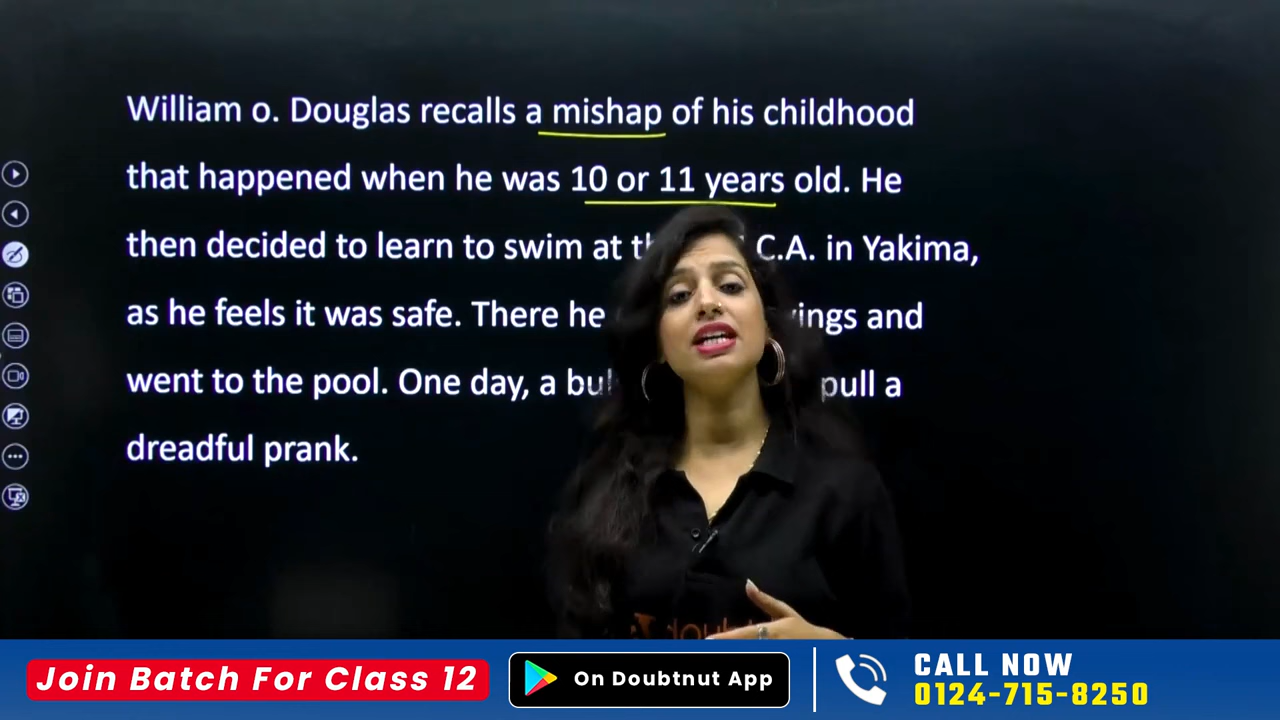 William o. Douglas recalls a mishap of his childhood
that happened when he was 10 or 11 years old. He
then decided to learn to swim at C.A. in Yakima,
as he feels it was safe. There he and
went to the pool. One day, a pull a
dreadful prank.
Join Batch For Class 12
On Doubtnut App
CALL NOW
0124-715-8250